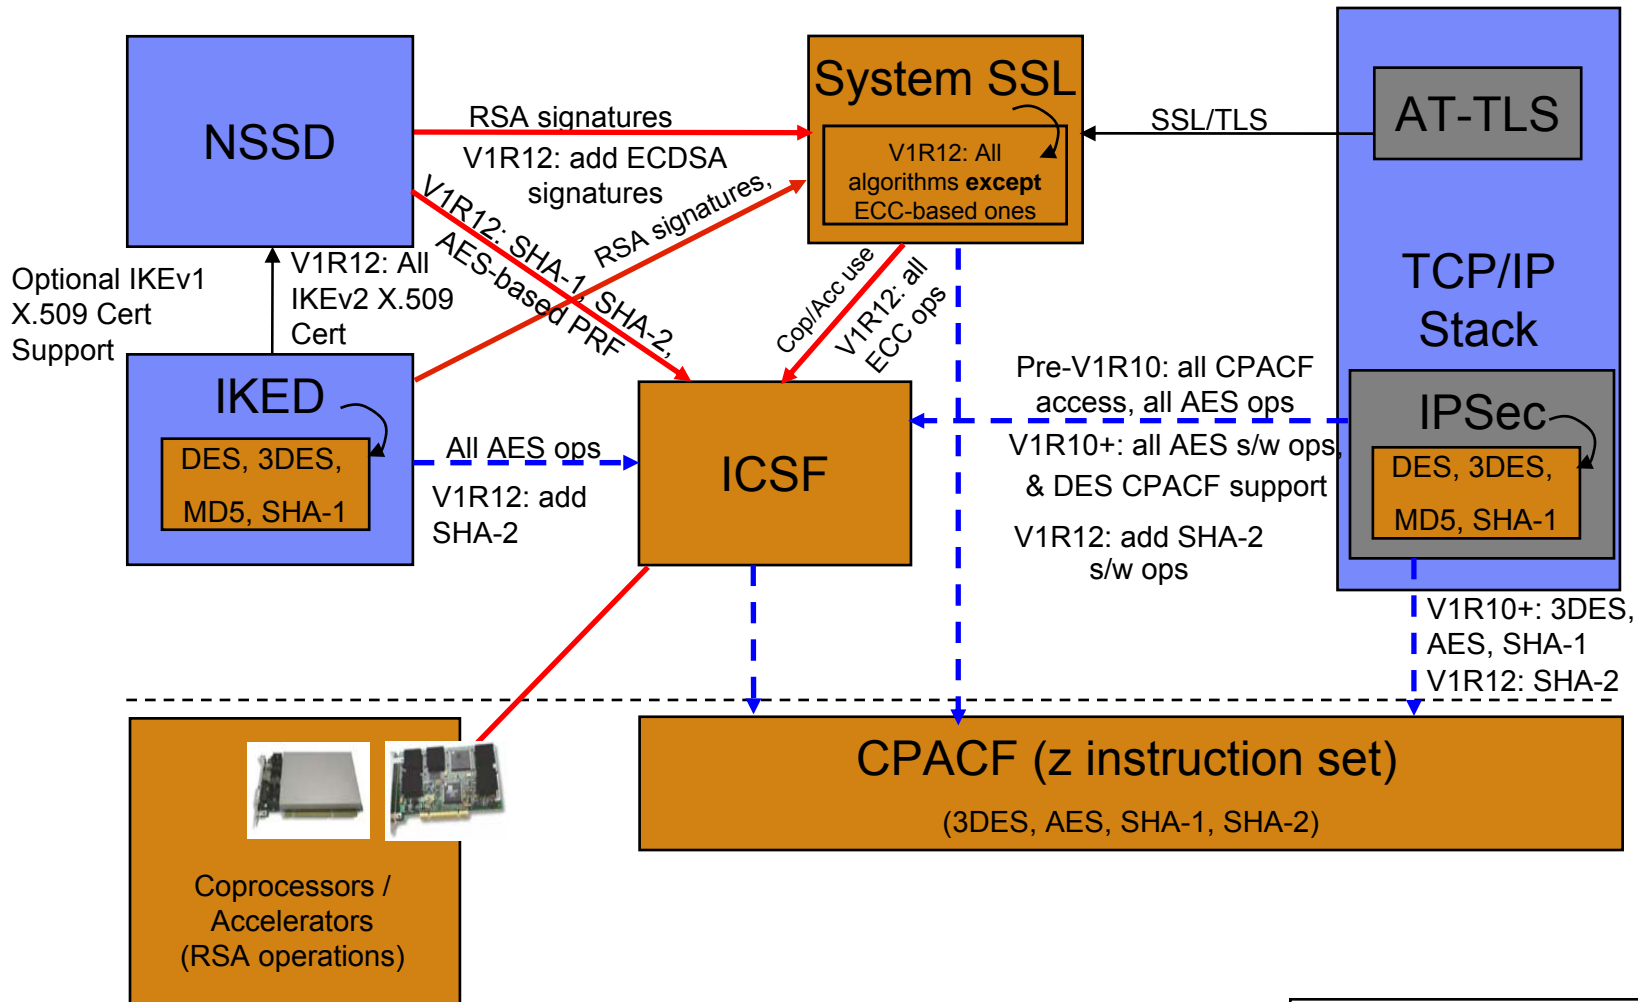 NSSD
RSA signatures
V1R12: add ECDSA
signatures
System SSL
V1R12: All
algorithms except
ECC-based ones
SSL/TLS
AT-TLS
TCP/IP
Stack
RSA signatures,
V1R12: SHA-1, SHA-2,
AES-based PRF
Optional IKEv1
X.509 Cert
Support
V1R12: All
IKEv2 X.509
Cert
Cop/Acc use
V1R12: all
ECC ops
IKED
DES, 3DES,
MD5, SHA-1
All AES ops
V1R12: add
SHA-2
ICSF
Pre-V1R10: all CPACF
access, all AES ops
V1R10+: all AES s/w ops,
& DES CPACF support
V1R12: add SHA-2
s/w ops
IPSec
DES, 3DES,
MD5, SHA-1
V1R10+: 3DES,
AES, SHA-1
V1R12: SHA-2
CPACF (z instruction set)
(3DES, AES, SHA-1, SHA-2)
Coprocessors /
Accelerators
(RSA operations)